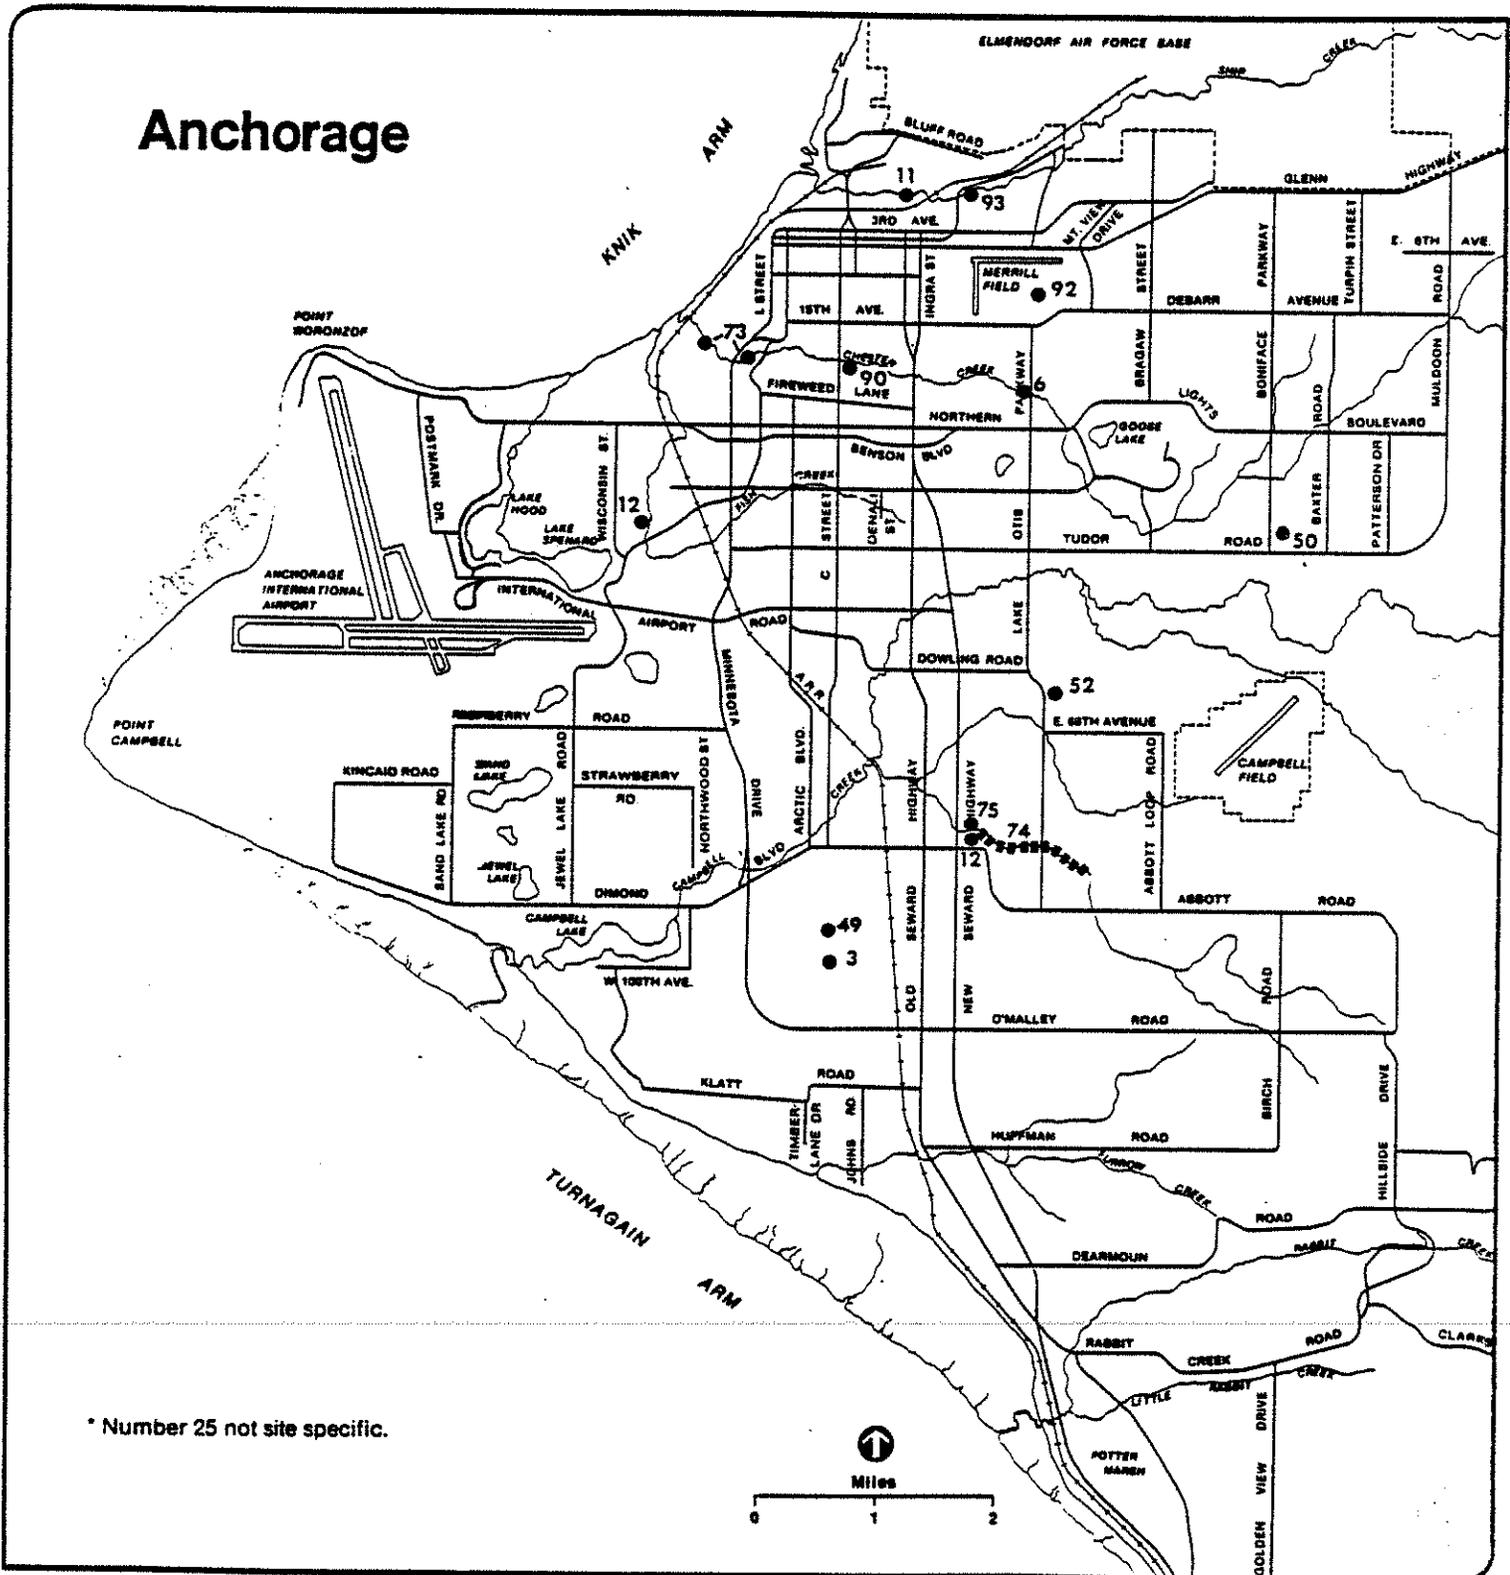 ELMENDORF AIR FORCE BASE
SHIP CREEK
Anchorage
KNIK ARM
BLUFF ROAD
GLENN HIGHWAY
11
93
3RD AVE.
MT. VIEW DRIVE
E. 6TH AVE.
L STREET
INGRA ST
MERRILL FIELD
92
STREET
PARKWAY
TURPIN STREET
ROAD
DEBARR AVENUE
15TH AVE.
POINT WORONZOF
73
CHESTER CREEK
90
6
PARKWAY
BRAGAW
BONIFACE
ROAD
MULDOON
FIREWEED LANE
NORTHERN LIGHTS BOULEVARD
POSTMARK DR.
WISCONSIN ST.
BENSON BLVD
GOOSE LAKE
LAKE HOOD
LAKE SPENARD
12
FISH CREEK
STREET
C
DENALI ST.
OTIS
LAKE
TUDOR ROAD
50
BAXTER
PATTERSON DR
ANCHORAGE INTERNATIONAL AIRPORT
INTERNATIONAL AIRPORT ROAD
MINNESOTA
ARR
DOWLING ROAD
52
E. 68TH AVENUE
POINT CAMPBELL
RASPBERRY ROAD
KINCAID ROAD
SAND LAKE
STRAWBERRY RD.
NORTHWOOD ST
DRIVE
ARCTIC BLVD.
CREEK
HIGHWAY
HIGHWAY
ABBOTT LOOP ROAD
CAMPBELL FIELD
75
74
12
SAND LAKE RD
JEWEL LAKE
JEWEL LAKE ROAD
DIMOND BLVD
CAMPBELL
CAMPBELL LAKE
ABBOTT ROAD
49
3
OLD SEWARD
NEW SEWARD
W. 100TH AVE.
O'MALLEY ROAD
BIRCH ROAD
KLATT ROAD
TIMBERLANE DR
JOHNS RD
HUFFMAN ROAD
HILLSIDE DRIVE
FURROW CREEK
TURNAGAIN ARM
DEARMOUN ROAD
RABBIT CREEK
RABBIT CREEK ROAD
CLARKS
LITTLE RABBIT CREEK
GOLDEN VIEW DRIVE
POTTER MARSH
* Number 25 not site specific.
Miles
0 1 2